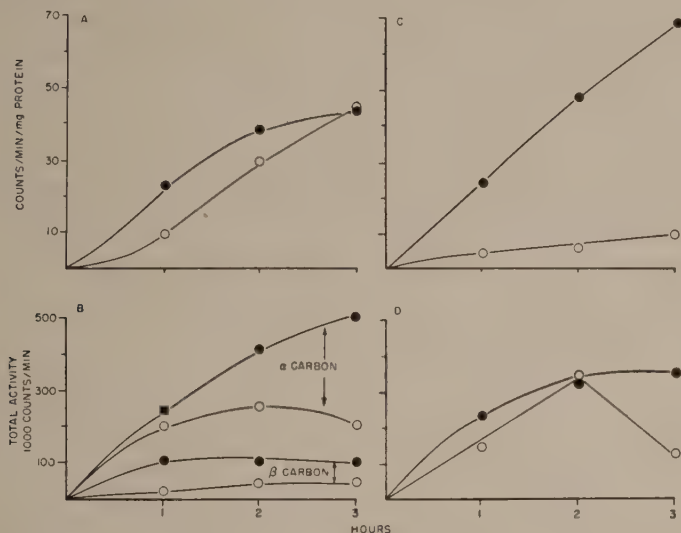 A
C
70
50
30
10
COUNTS/MIN/mg PROTEIN
B
D
500
300
100
TOTAL ACTIVITY
1000 COUNTS/MIN
α CARBON
β CARBON
1
2
3
1
2
3
HOURS